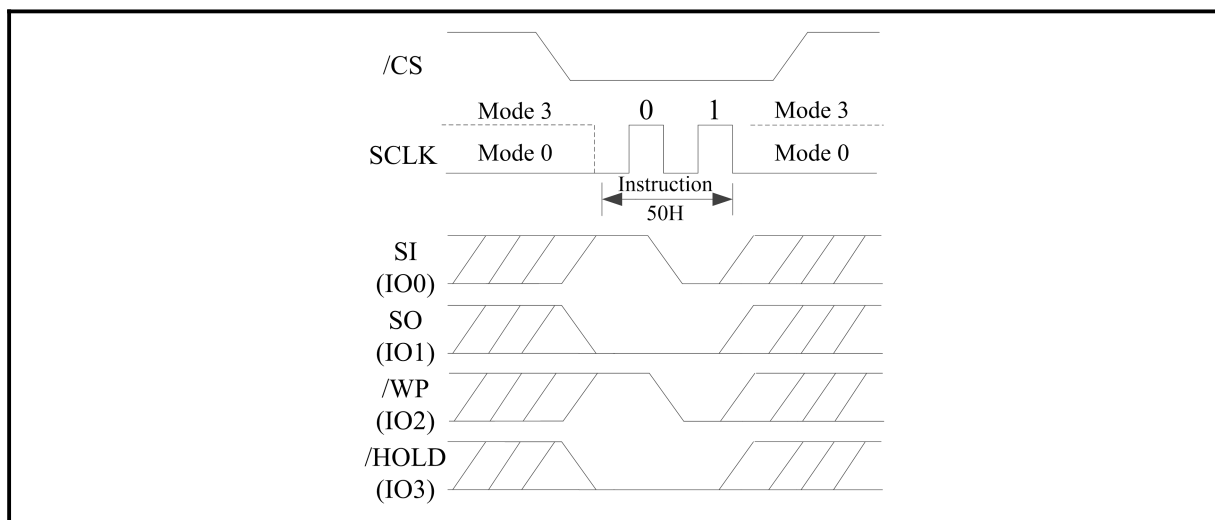 /CS
Mode 3 0 1 Mode 3
SCLK Mode 0 Mode 0
Instruction
50H
SI
(IO0)
SO
(IO1)
/WP
(IO2)
/HOLD
(IO3)